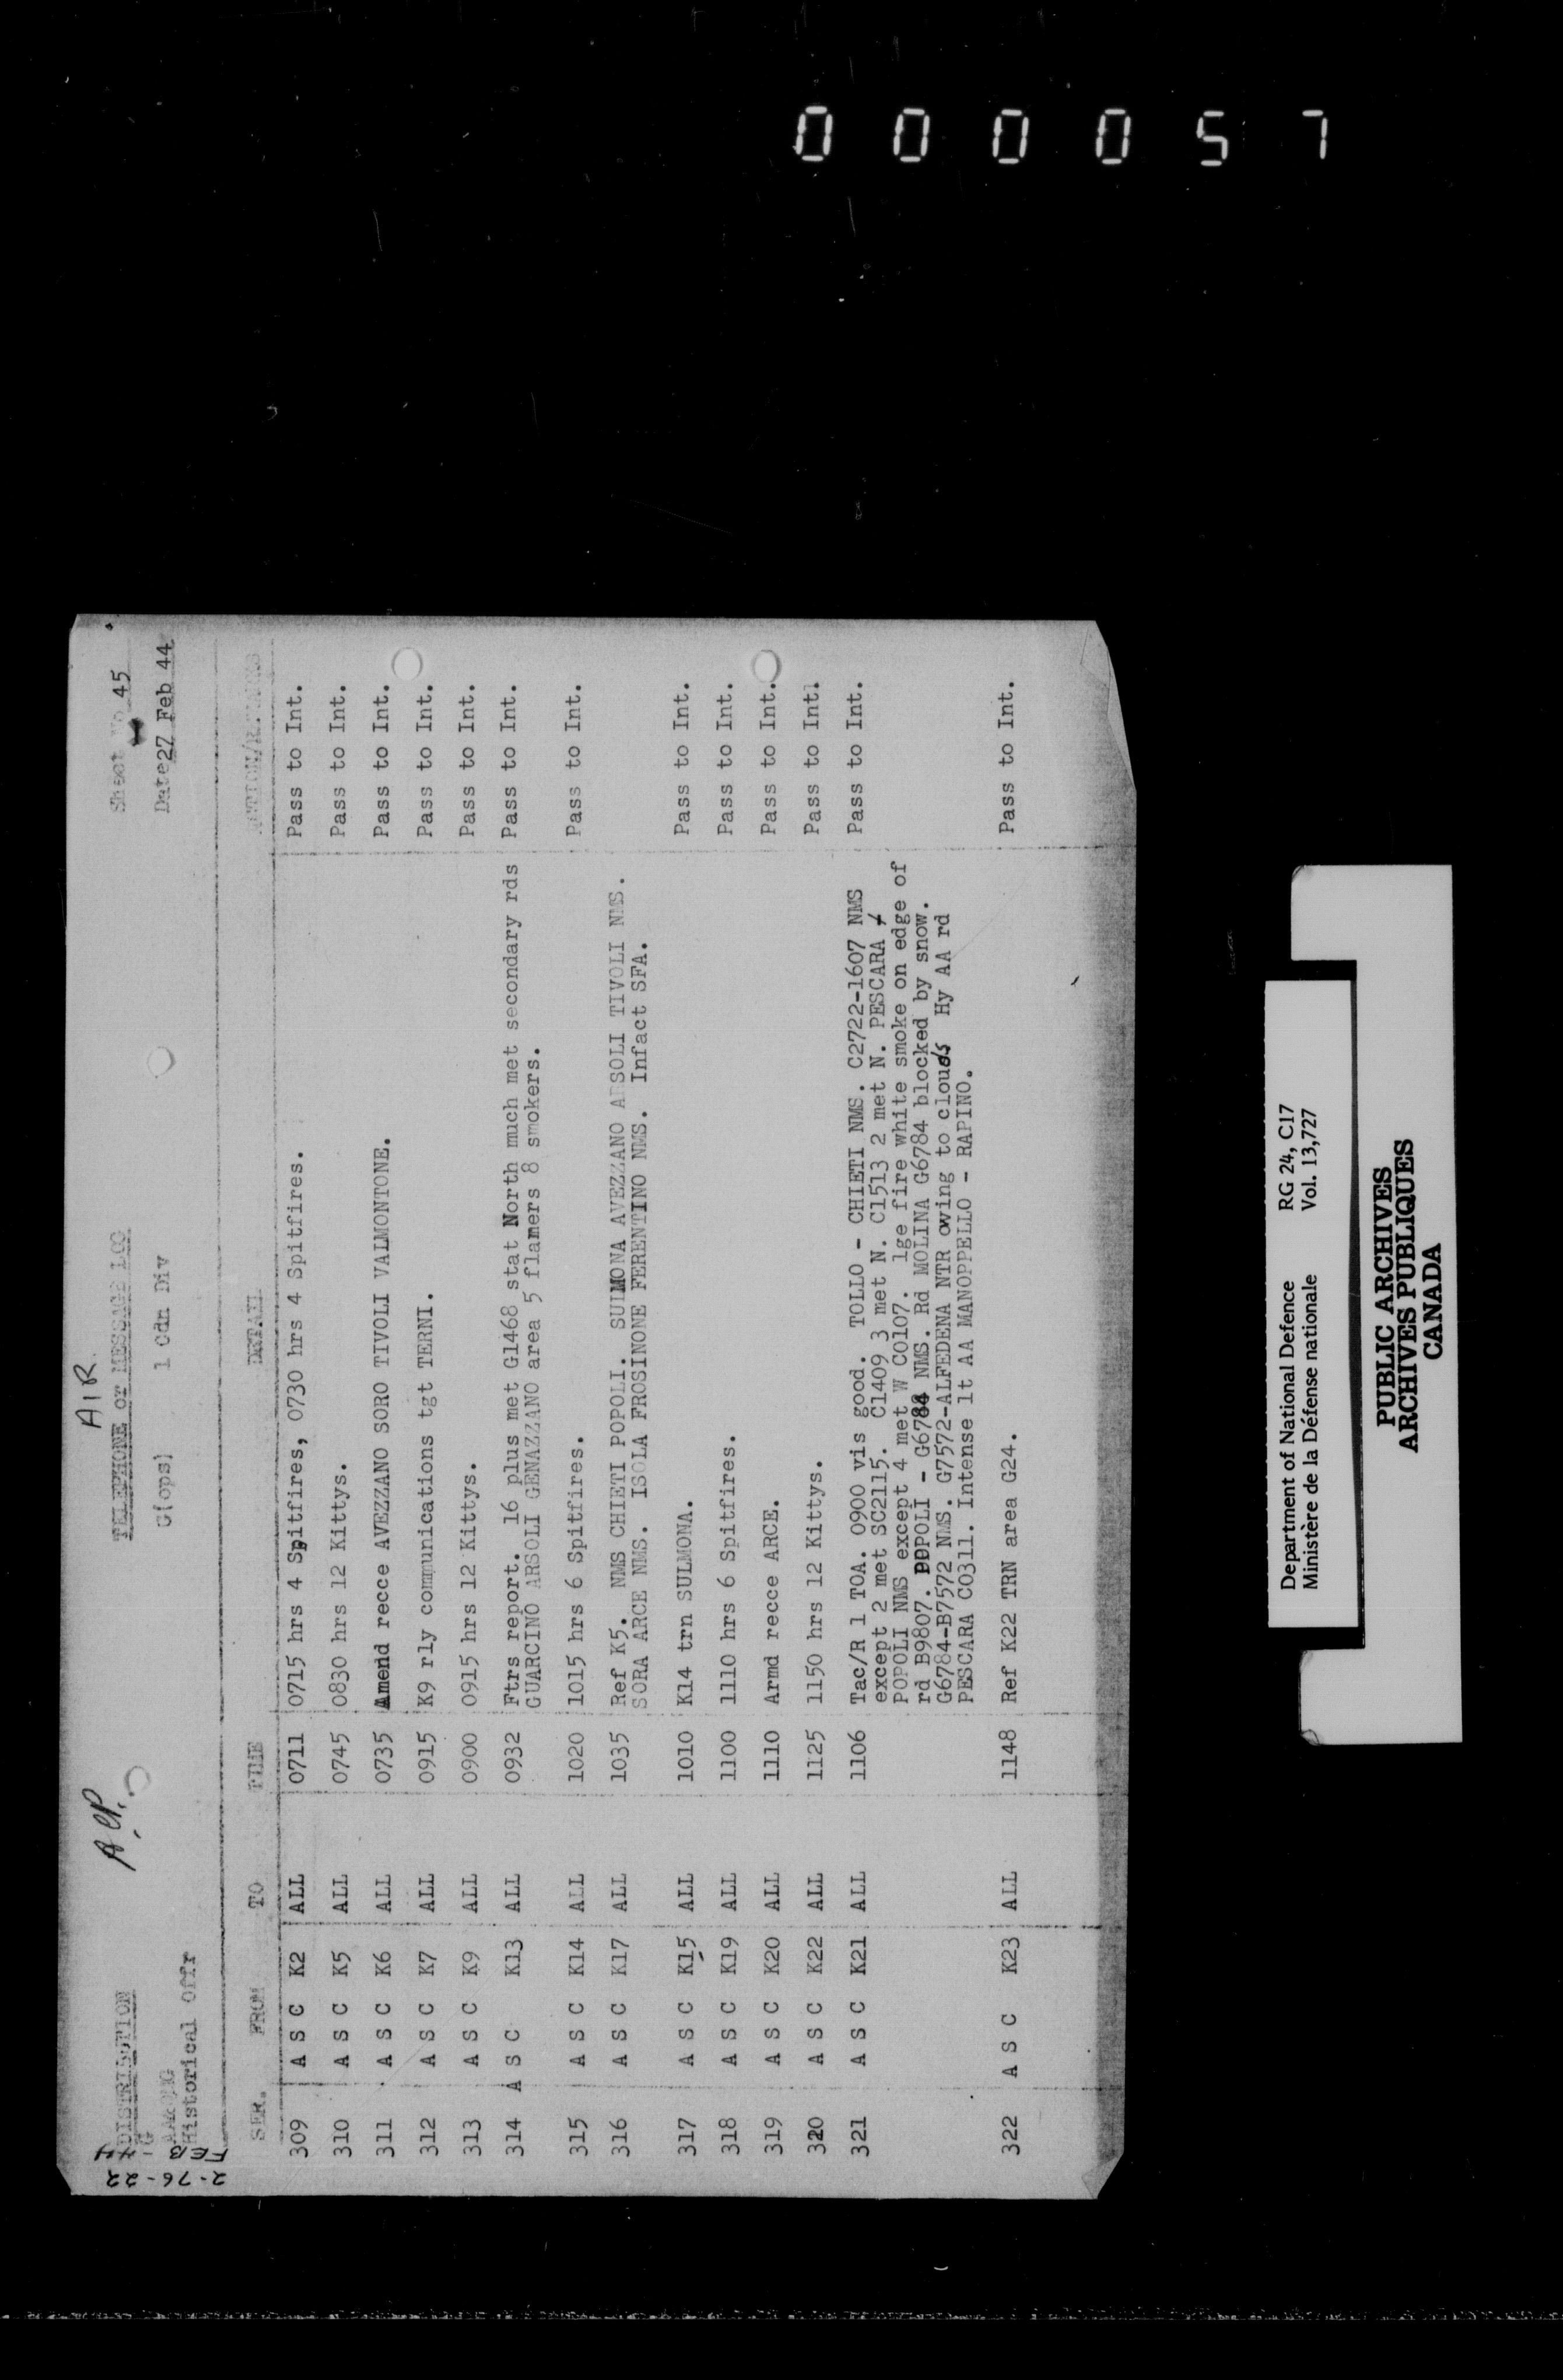 0 0 0 0 5 7
AIR
ACP.
DISTRIBUTION
TELEPHONE or MESSAGE LOG
Sheet No 45
G
G(ops) 1 Cdn Div
Date 27 Feb 44
Historical Offr
2-76-22
FEB 44
SER. FROM TO TIME DETAIL ACTION/REMARKS
309 A S C K2 ALL 0711 0715 hrs 4 Spitfires, 0730 hrs 4 Spitfires. Pass to Int.
310 A S C K5 ALL 0745 0830 hrs 12 Kittys. Pass to Int.
311 A S C K6 ALL 0735 Amend recce AVEZZANO SORO TIVOLI VALMONTONE. Pass to Int.
312 A S C K7 ALL 0915 K9 rly communications tgt TERNI. Pass to Int.
313 A S C K9 ALL 0900 0915 hrs 12 Kittys. Pass to Int.
314 A S C K13 ALL 0932 Ftrs report. 16 plus met G1468 stat North much met secondary rds Pass to Int.
GUARCINO ARSOLI GENAZZANO area 5 flamers 8 smokers.
315 A S C K14 ALL 1020 1015 hrs 6 Spitfires. Pass to Int.
316 A S C K17 ALL 1035 Ref K5. NMS CHIETI POPOLI. SULMONA AVEZZANO ARSOLI TIVOLI NMS.
SORA ARCE NMS. ISOLA FROSINONE FERENTINO NMS. Infact SFA.
317 A S C K15 ALL 1010 K14 trn SULMONA. Pass to Int.
318 A S C K19 ALL 1100 1110 hrs 6 Spitfires. Pass to Int.
319 A S C K20 ALL 1110 Armd recce ARCE. Pass to Int.
320 A S C K22 ALL 1125 1150 hrs 12 Kittys. Pass to Int.
321 A S C K21 ALL 1106 Tac/R 1 TOA. 0900 vis good. TOLLO - CHIETI NMS. C2722-1607 NMS Pass to Int.
except 2 met SC2115. C1409 3 met N. C1513 2 met N. PESCARA /
POPOLI NMS except 4 met W C0107. lge fire white smoke on edge of
rd B9807. POPOLI - G6784 NMS. Rd MOLINA G6784 blocked by snow.
G6784-B7572 NMS. G7572-ALFEDENA NTR owing to clouds Hy AA rd
PESCARA C0311. Intense lt AA MANOPPELLO - RAPINO.
322 A S C K23 ALL 1148 Ref K22 TRN area G24. Pass to Int.
Department of National Defence RG 24, C17
Ministère de la Défense nationale Vol. 13,727
PUBLIC ARCHIVES
ARCHIVES PUBLIQUES
CANADA